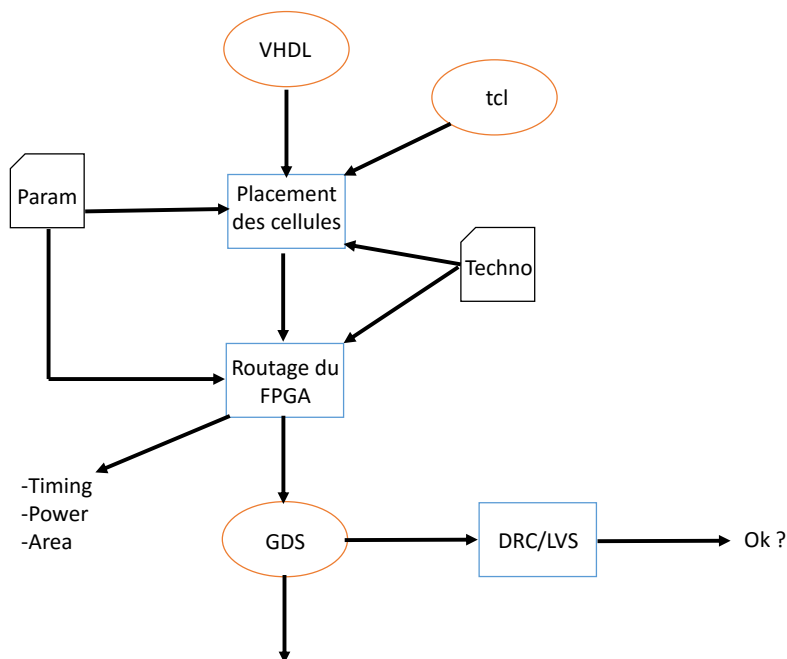 VHDL
tcl
Param
Placement
des cellules
Techno
Routage du
FPGA
-Timing
-Power
-Area
GDS
DRC/LVS
Ok ?